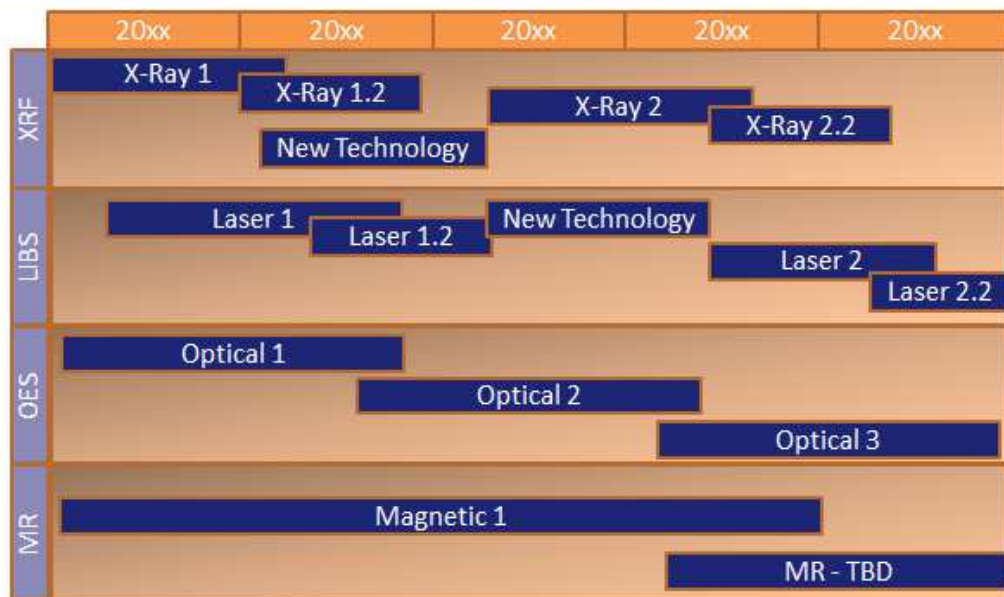 20xx 20xx 20xx 20xx 20xx
XRF
X-Ray 1
X-Ray 1.2
New Technology
X-Ray 2
X-Ray 2.2
LIBS
Laser 1
Laser 1.2
New Technology
Laser 2
Laser 2.2
OES
Optical 1
Optical 2
Optical 3
MR
Magnetic 1
MR - TBD